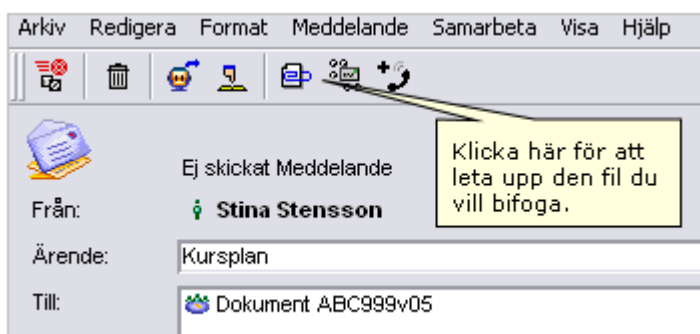 Arkiv Redigera Format Meddelande Samarbeta Visa Hjälp
Klicka här för att
leta upp den fil du
vill bifoga.
Ej skickat Meddelande
Från: Stina Stensson
Ärende: Kursplan
Till: Dokument ABC999v05